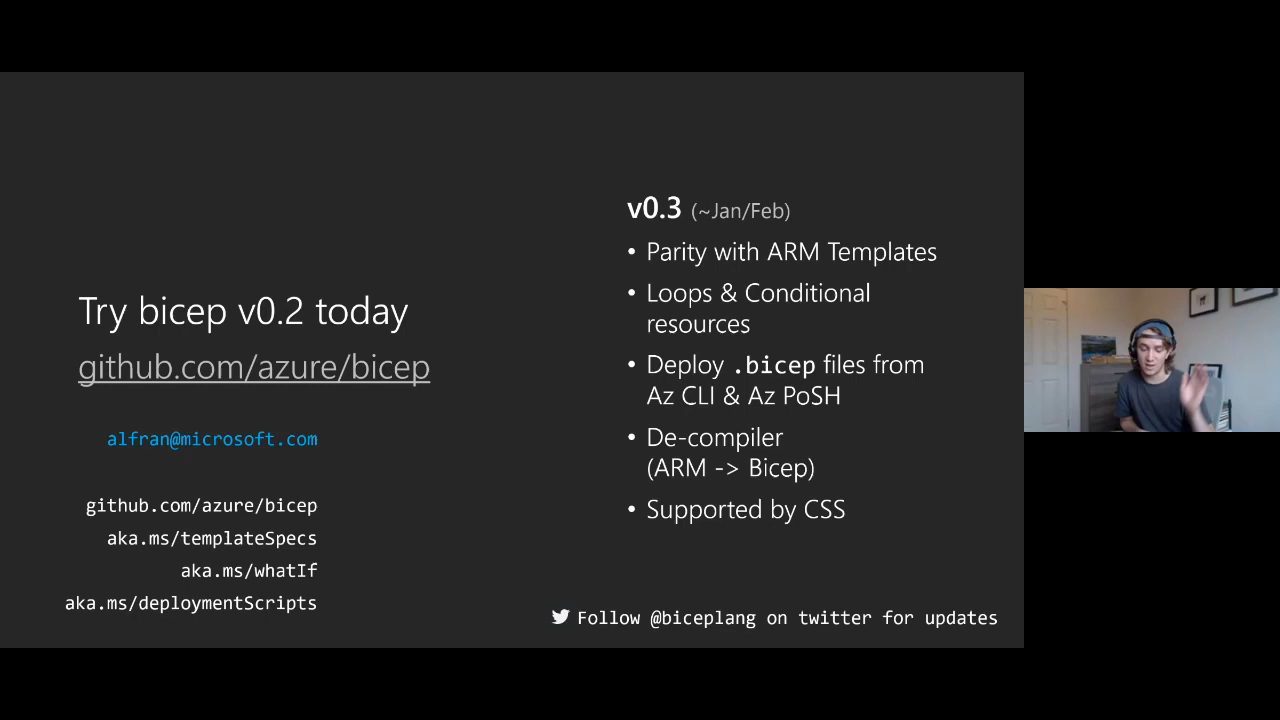 Try bicep v0.2 today
github.com/azure/bicep
alfran@microsoft.com
github.com/azure/bicep
aka.ms/templateSpecs
aka.ms/whatIf
aka.ms/deploymentScripts
v0.3 (~Jan/Feb)
• Parity with ARM Templates
• Loops & Conditional
resources
• Deploy .bicep files from
Az CLI & Az PoSH
• De-compiler
(ARM -> Bicep)
• Supported by CSS
Follow @biceplang on twitter for updates